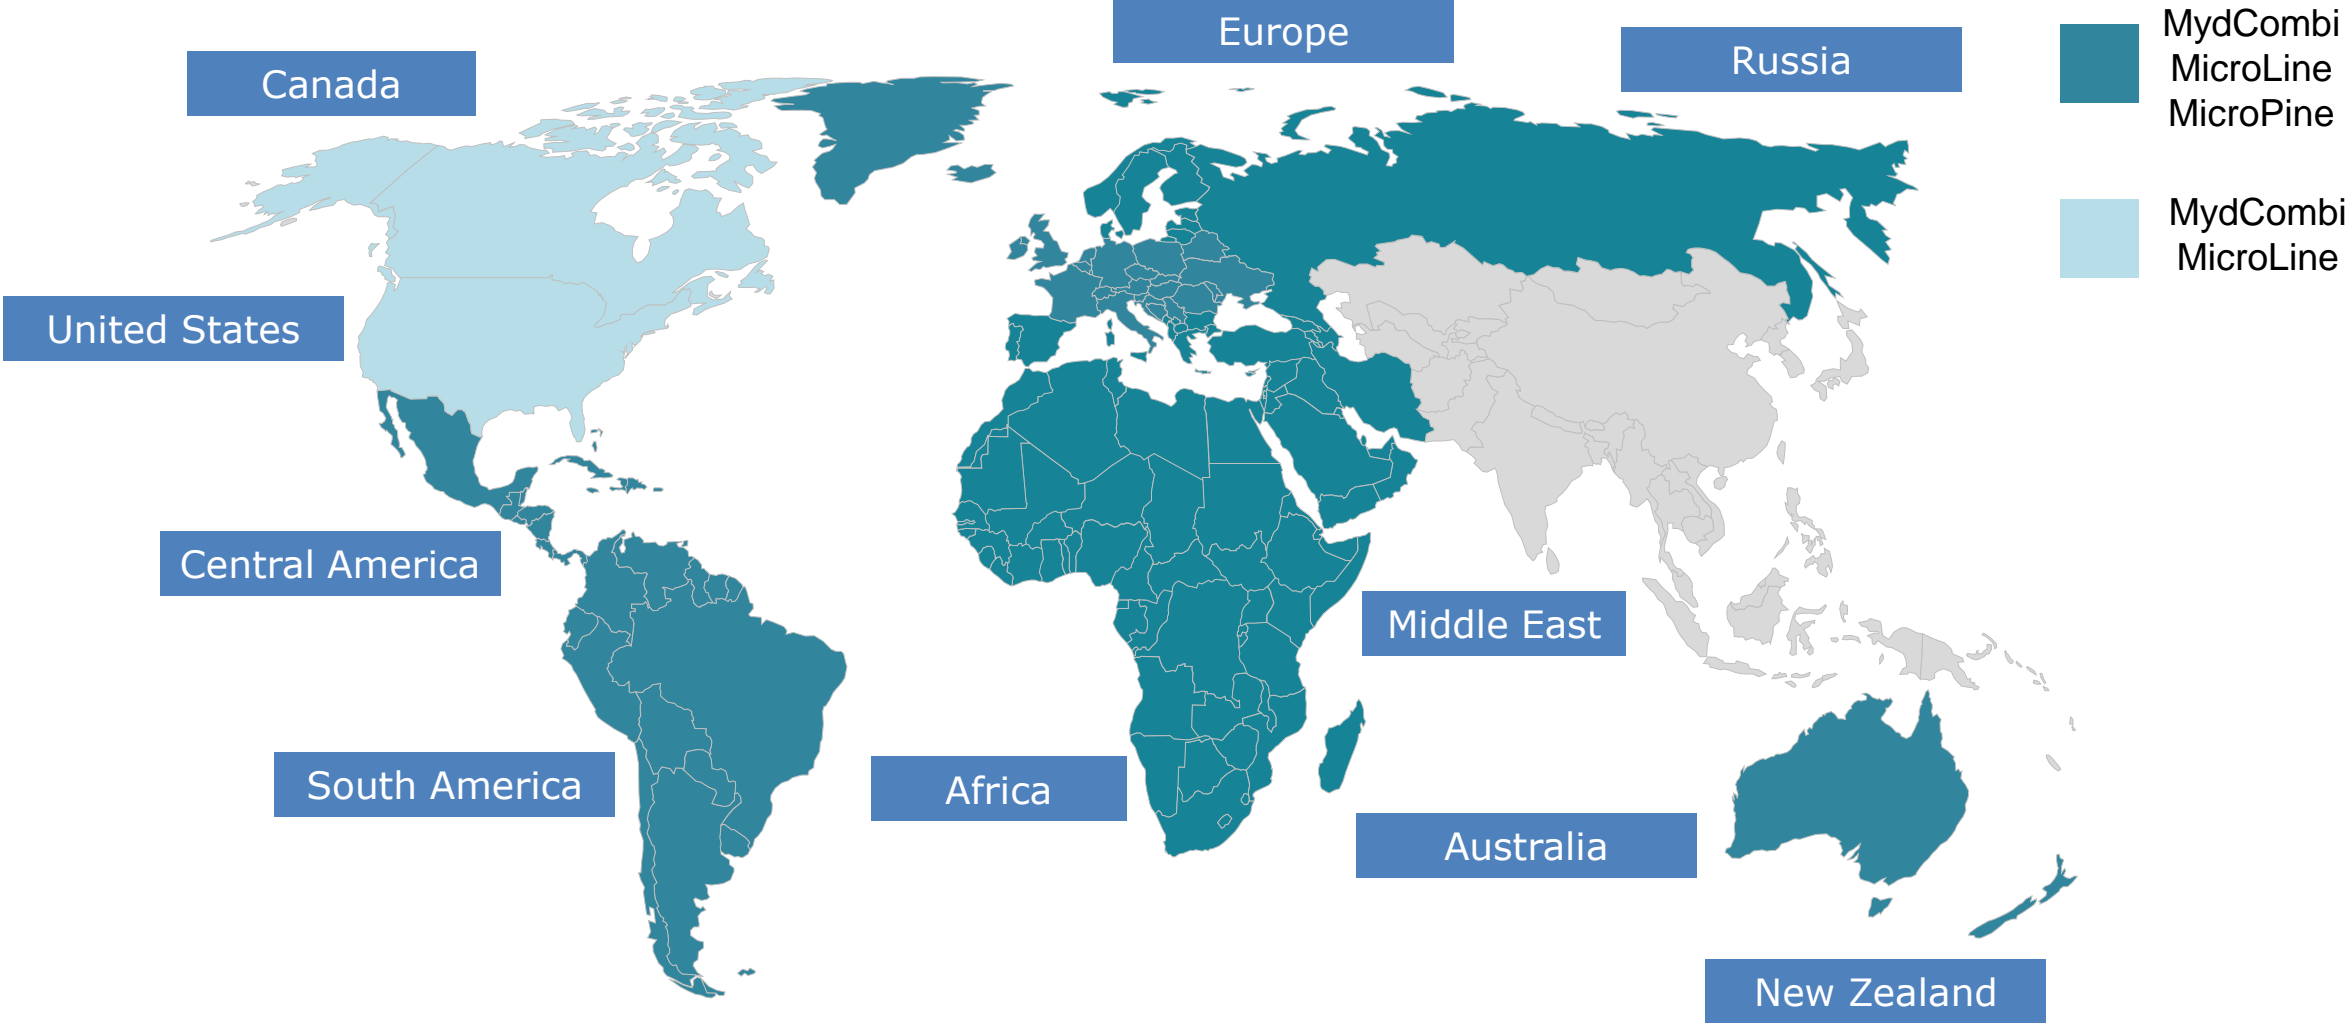 Europe
Russia
Canada
MydCombi
MicroLine
MicroPine
MydCombi
MicroLine
United States
Central America
Middle East
South America
Africa
Australia
New Zealand